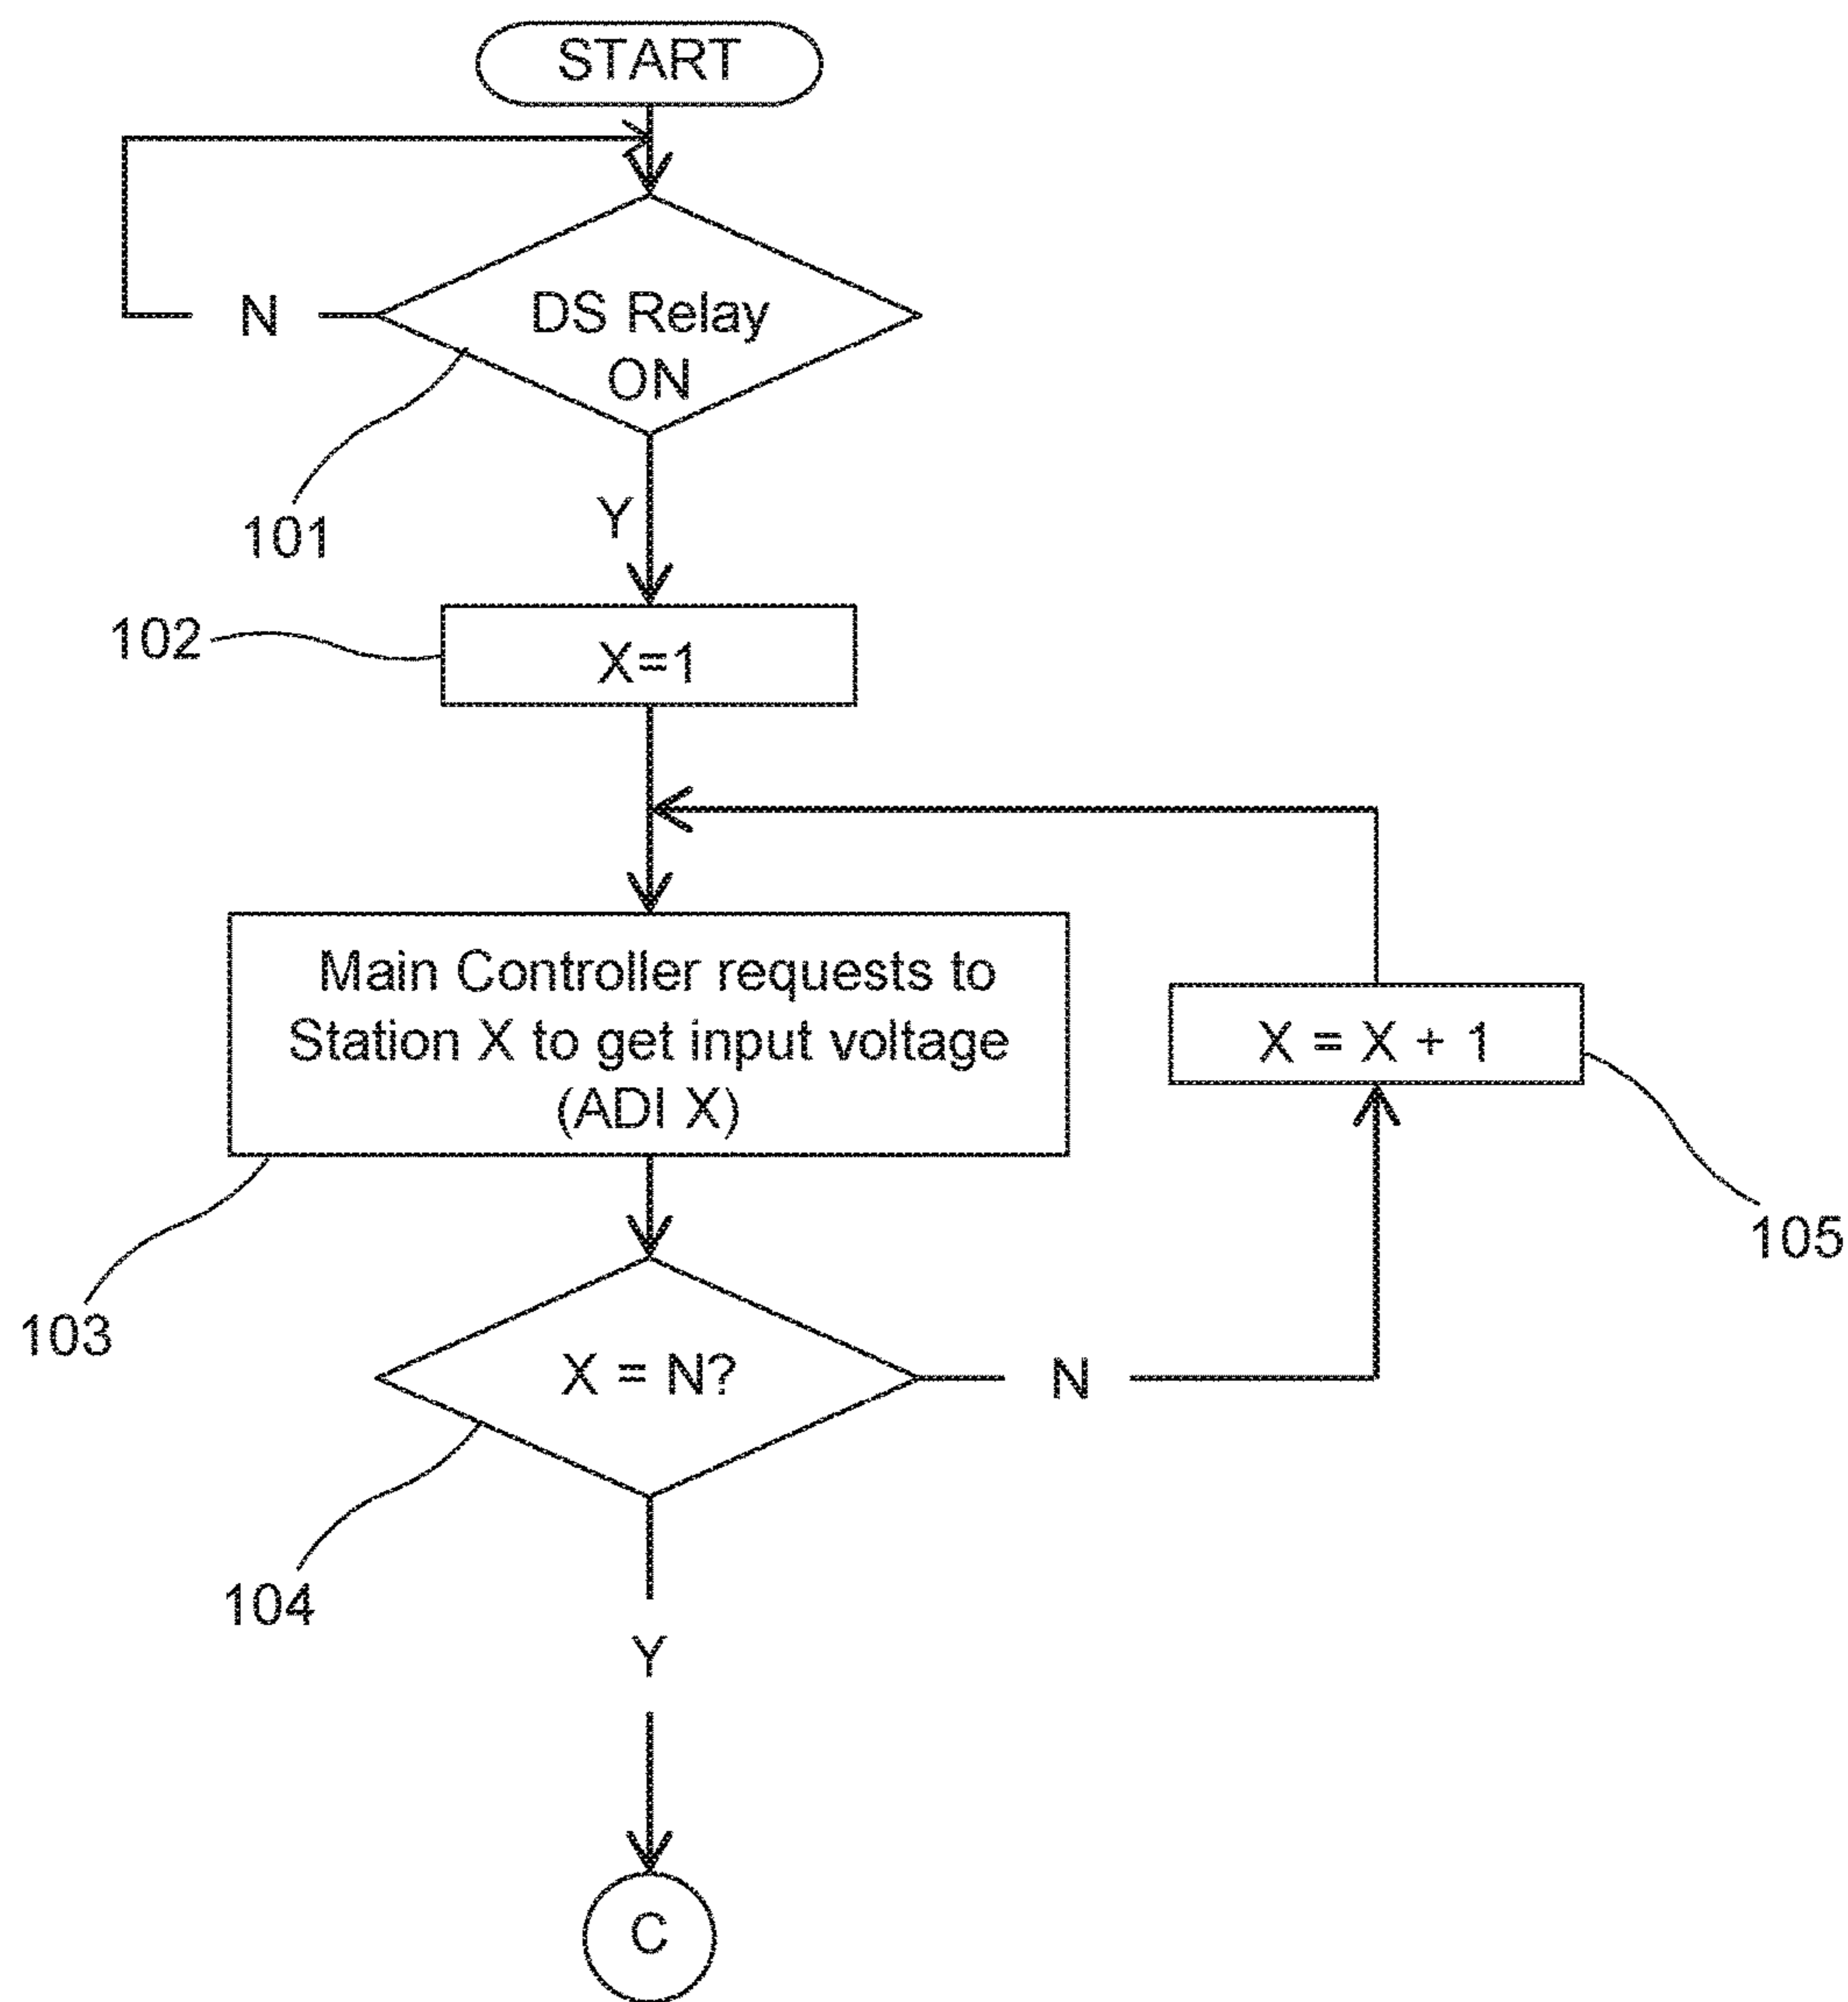 START
N
DS Relay
ON
101
Y
102
X=1
Main Controller requests to
Station X to get input voltage
(ADI X)
X = X + 1
105
103
X = N?
N
104
Y
C